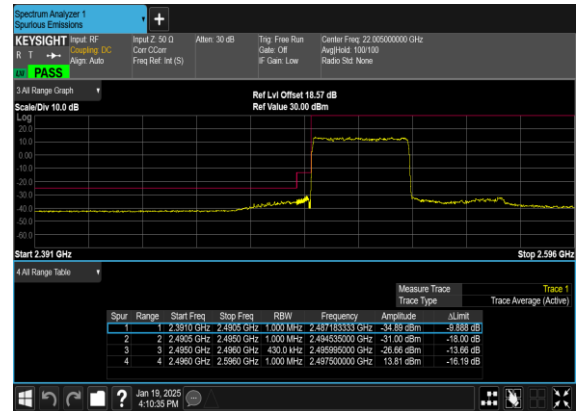 Spectrum Analyzer 1
Spurious Emissions
KEYSIGHT Input: RF Input Z: 50 Ω Atten: 30 dB Trig: Free Run Center Freq: 22.005000000 GHz
R T Coupling: DC Corr CCorr Gate: Off Avg|Hold: 100/100
Align: Auto Freq Ref: Int (S) IF Gain: Low Radio Std: None
PASS
3 All Range Graph
Ref Lvl Offset 18.57 dB
Scale/Div 10.0 dB Ref Value 30.00 dBm
Log
20.0
10.0
0.00
-10.0
-20.0
-30.0
-40.0
-50.0
-60.0
Start 2.391 GHz Stop 2.596 GHz
4 All Range Table
Measure Trace Trace 1
Trace Type Trace Average (Active)
Spur Range Start Freq Stop Freq RBW Frequency Amplitude ΔLimit
1 1 2.3910 GHz 2.4905 GHz 1.000 MHz 2.487183333 GHz -34.89 dBm -9.888 dB
2 2 2.4905 GHz 2.4950 GHz 1.000 MHz 2.494535000 GHz -31.00 dBm -18.00 dB
3 3 2.4950 GHz 2.4960 GHz 430.0 kHz 2.495995000 GHz -26.66 dBm -13.66 dB
4 4 2.4960 GHz 2.5960 GHz 1.000 MHz 2.497500000 GHz 13.81 dBm -16.19 dB
? Jan 19, 2025
4:10:35 PM